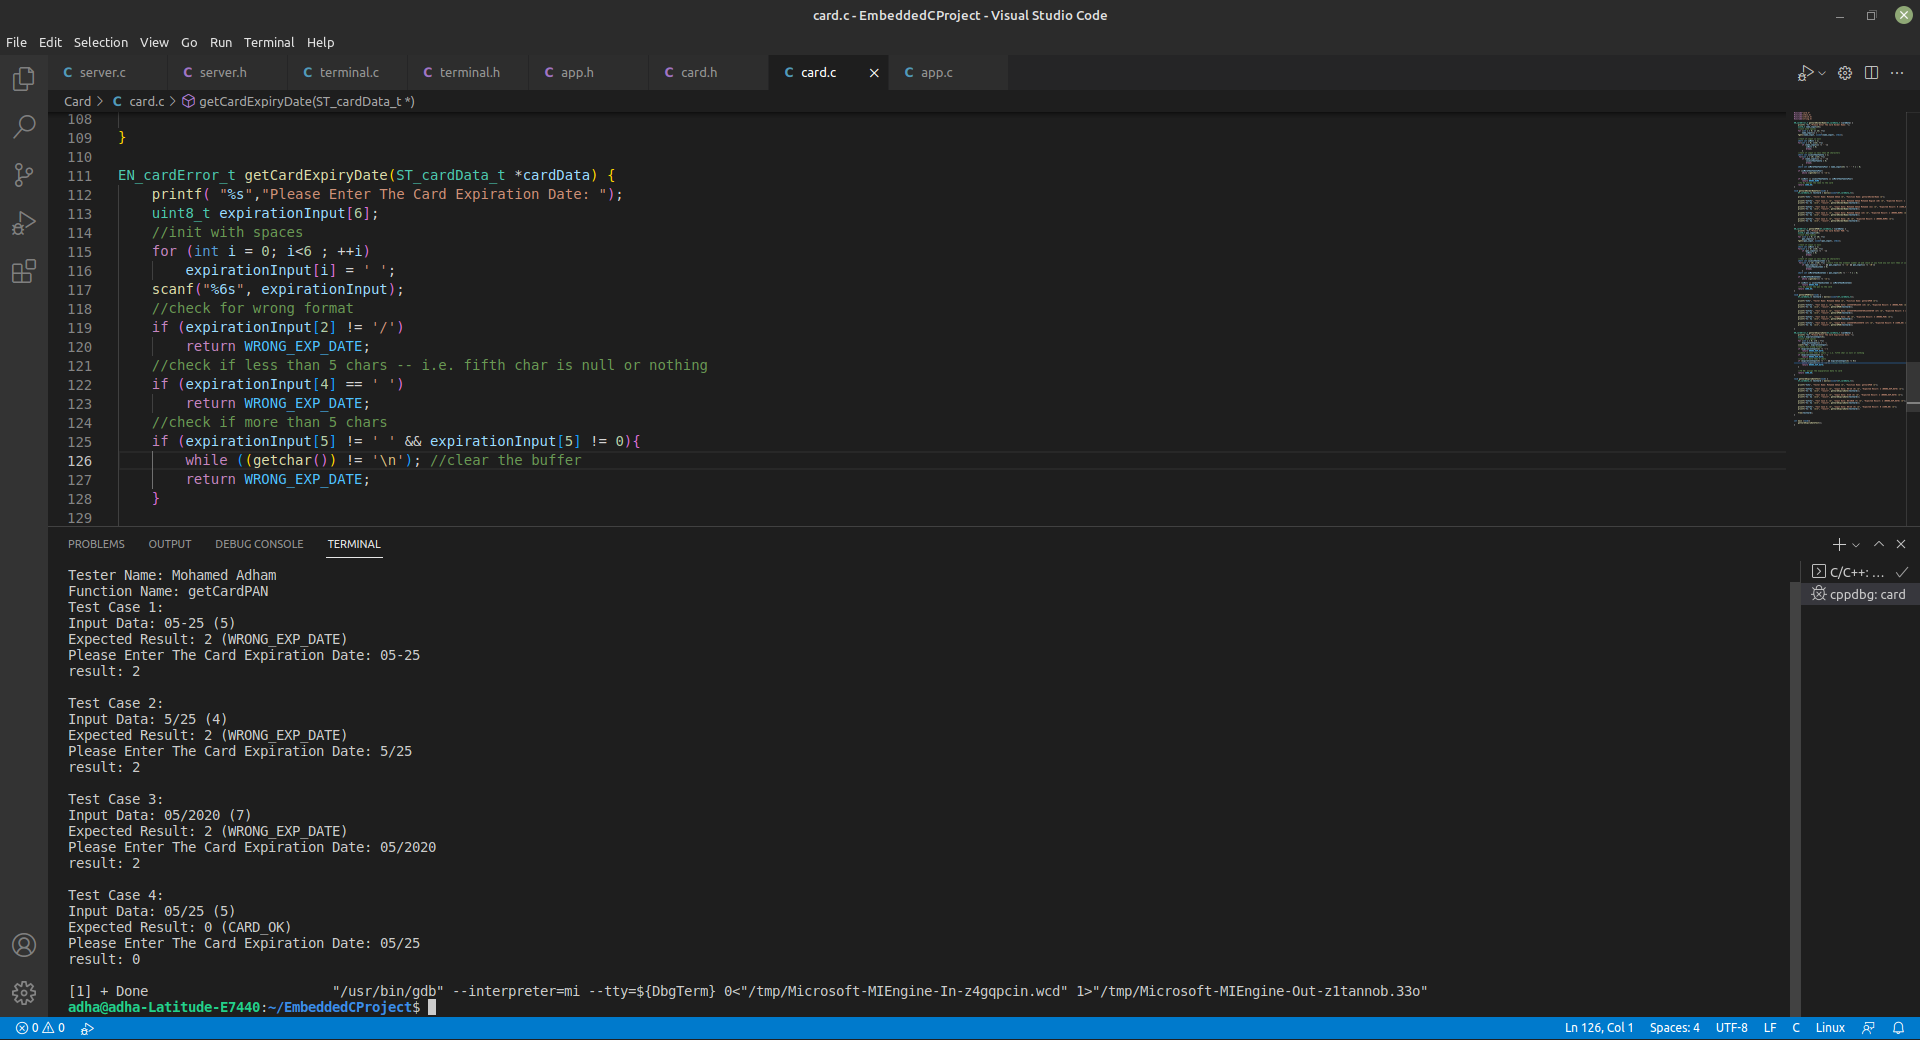 card.c - EmbeddedCProject - Visual Studio Code
File Edit Selection View Go Run Terminal Help
C server.c C server.h C terminal.c C terminal.h C app.h C card.h C card.c C app.c
Card > C card.c > getCardExpiryDate(ST_cardData_t *)
108
109 }
110
111 EN_cardError_t getCardExpiryDate(ST_cardData_t *cardData) {
112 printf( "%s","Please Enter The Card Expiration Date: ");
113 uint8_t expirationInput[6];
114 //init with spaces
115 for (int i = 0; i<6 ; ++i)
116 expirationInput[i] = ' ';
117 scanf("%6s", expirationInput);
118 //check for wrong format
119 if (expirationInput[2] != '/')
120 return WRONG_EXP_DATE;
121 //check if less than 5 chars -- i.e. fifth char is null or nothing
122 if (expirationInput[4] == ' ')
123 return WRONG_EXP_DATE;
124 //check if more than 5 chars
125 if (expirationInput[5] != ' ' && expirationInput[5] != 0){
126 while ((getchar()) != '\n'); //clear the buffer
127 return WRONG_EXP_DATE;
128 }
129
PROBLEMS OUTPUT DEBUG CONSOLE TERMINAL
C/C++: ...
cppdbg: card
Tester Name: Mohamed Adham
Function Name: getCardPAN
Test Case 1:
Input Data: 05-25 (5)
Expected Result: 2 (WRONG_EXP_DATE)
Please Enter The Card Expiration Date: 05-25
result: 2
Test Case 2:
Input Data: 5/25 (4)
Expected Result: 2 (WRONG_EXP_DATE)
Please Enter The Card Expiration Date: 5/25
result: 2
Test Case 3:
Input Data: 05/2020 (7)
Expected Result: 2 (WRONG_EXP_DATE)
Please Enter The Card Expiration Date: 05/2020
result: 2
Test Case 4:
Input Data: 05/25 (5)
Expected Result: 0 (CARD_OK)
Please Enter The Card Expiration Date: 05/25
result: 0
[1] + Done "/usr/bin/gdb" --interpreter=mi --tty=${DbgTerm} 0<"/tmp/Microsoft-MIEngine-In-z4gqpcin.wcd" 1>"/tmp/Microsoft-MIEngine-Out-z1tannob.33o"
adha@adha-Latitude-E7440:~/EmbeddedCProject$
0 0 Ln 126, Col 1 Spaces: 4 UTF-8 LF C Linux